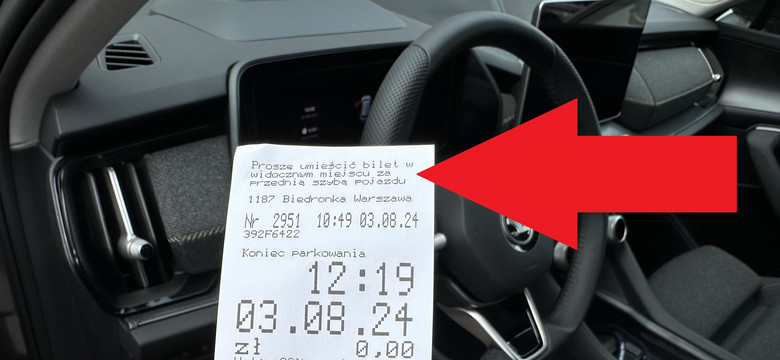 Proszę umieścić bilet w
widocznym miejscu za
przednią szybą pojazdu
1187 Biedronka Warszawa
Nr 2951 10:49 03.08.24
392F6422
Koniec parkowania
12:19
03.08.24
zł 0,00